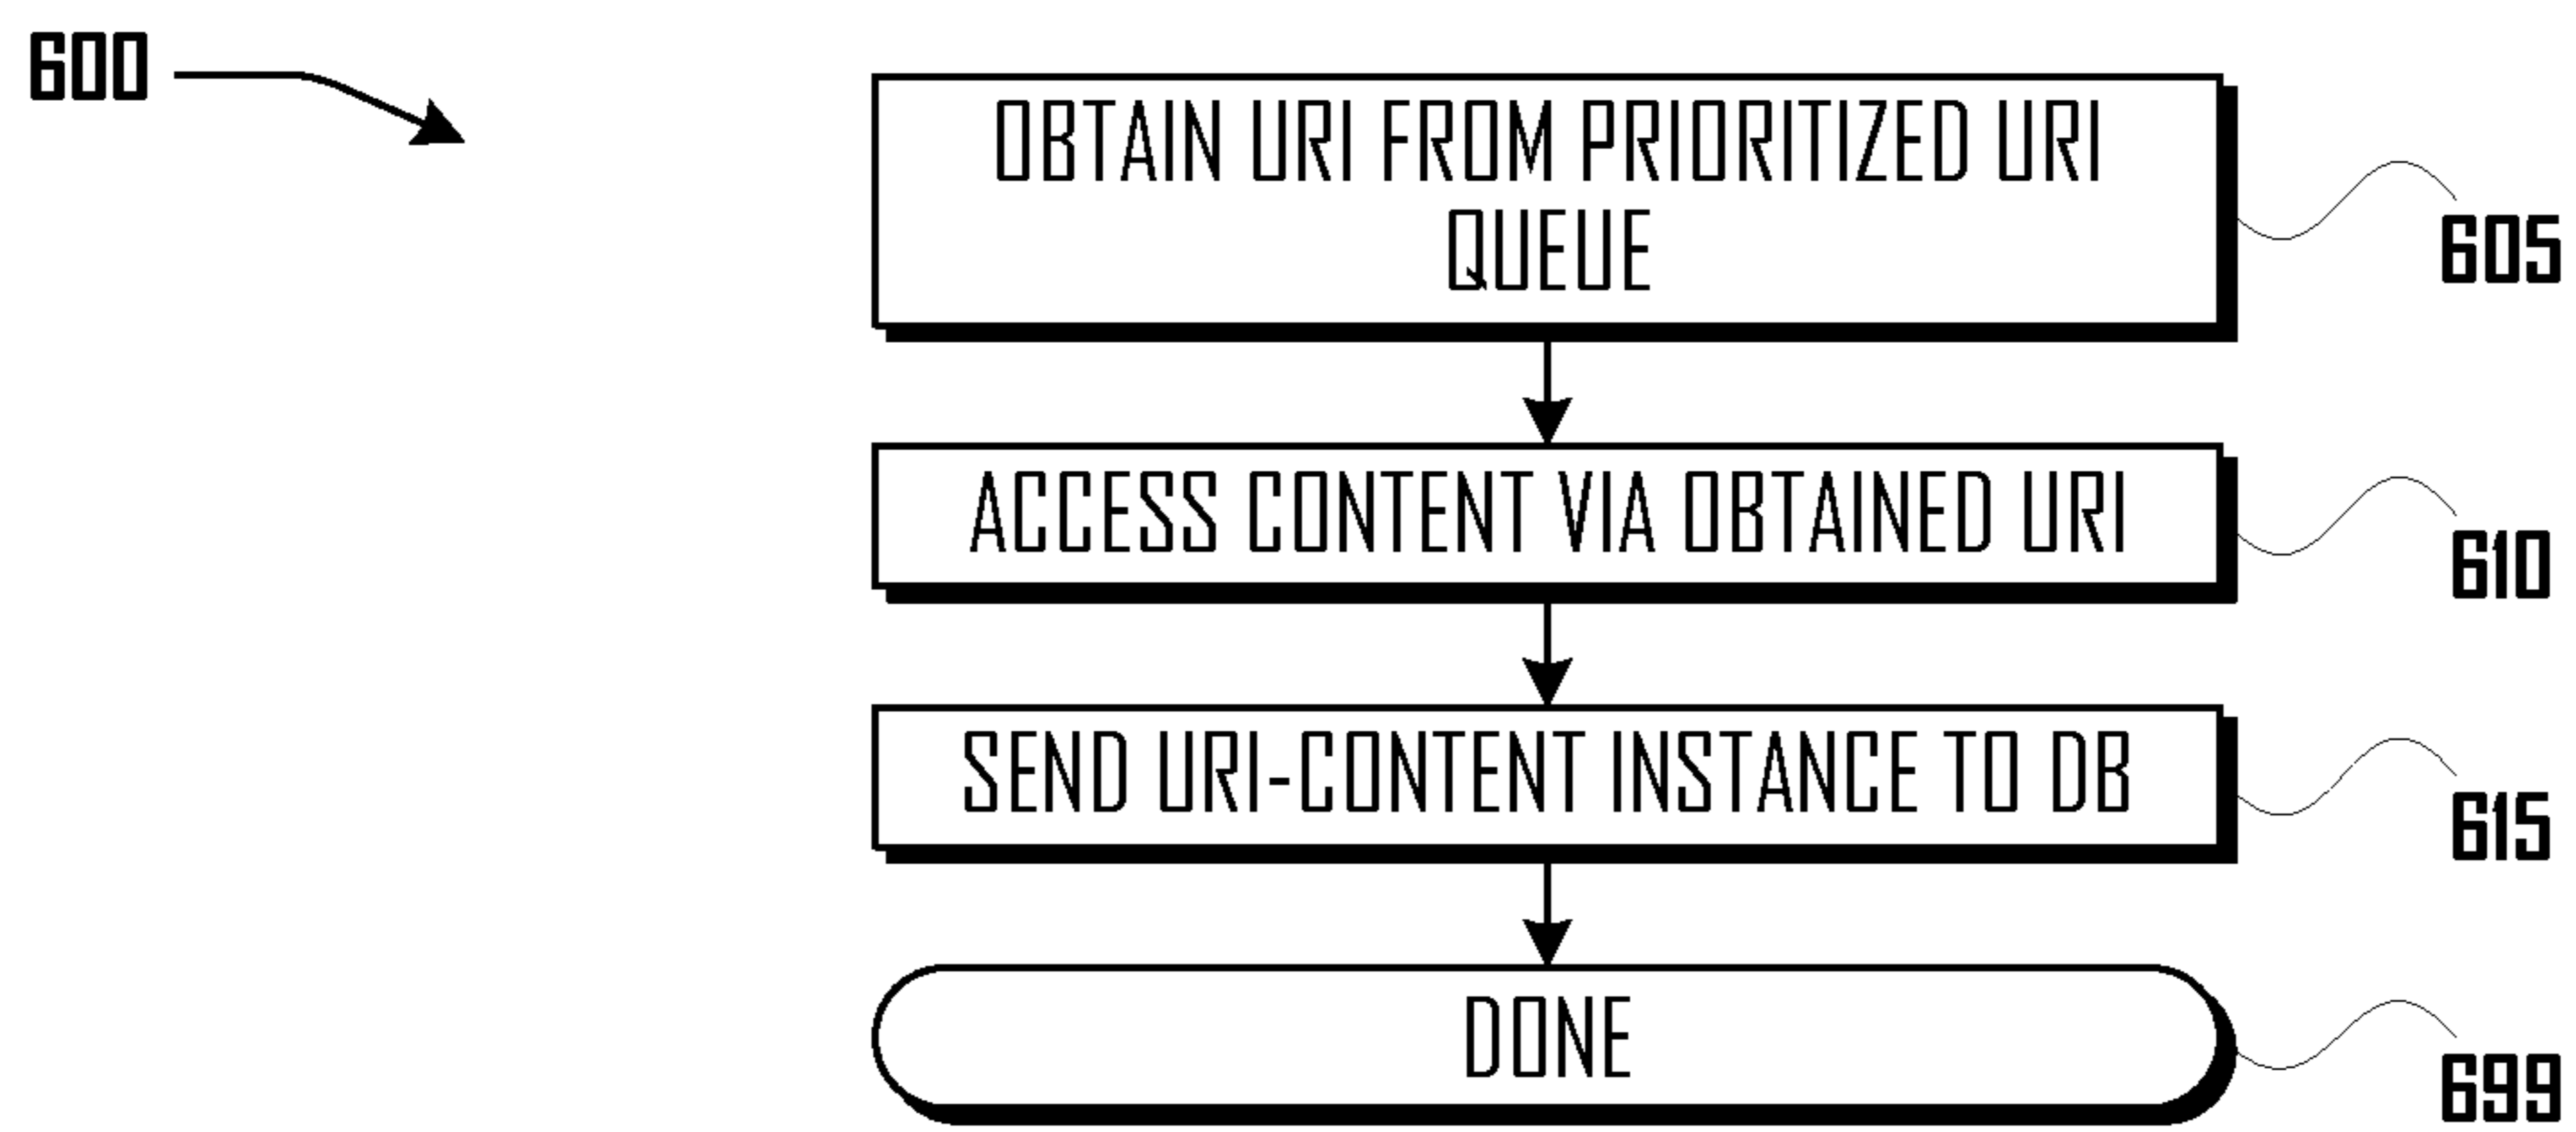 600
OBTAIN URI FROM PRIORITIZED URI
QUEUE
605
ACCESS CONTENT VIA OBTAINED URI
610
SEND URI-CONTENT INSTANCE TO DB
615
DONE
699